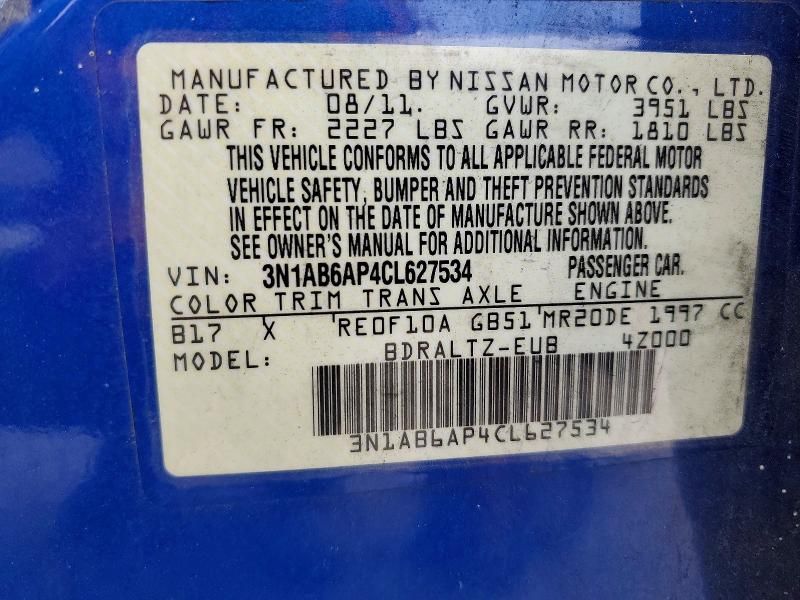 MANUFACTURED BY NISSAN MOTOR CO., LTD.
DATE: 08/11. GVWR: 3951 LBS
GAWR FR: 2227 LBS GAWR RR: 1810 LBS
THIS VEHICLE CONFORMS TO ALL APPLICABLE FEDERAL MOTOR
VEHICLE SAFETY, BUMPER AND THEFT PREVENTION STANDARDS
IN EFFECT ON THE DATE OF MANUFACTURE SHOWN ABOVE.
SEE OWNER'S MANUAL FOR ADDITIONAL INFORMATION.
VIN: 3N1AB6AP4CL627534 PASSENGER CAR.
COLOR TRIM TRANS AXLE ENGINE
B17 X RE0F10A GB51 MR20DE 1997 CC
MODEL: BDRALTZ-EUB 4Z000
3N1AB6AP4CL627534